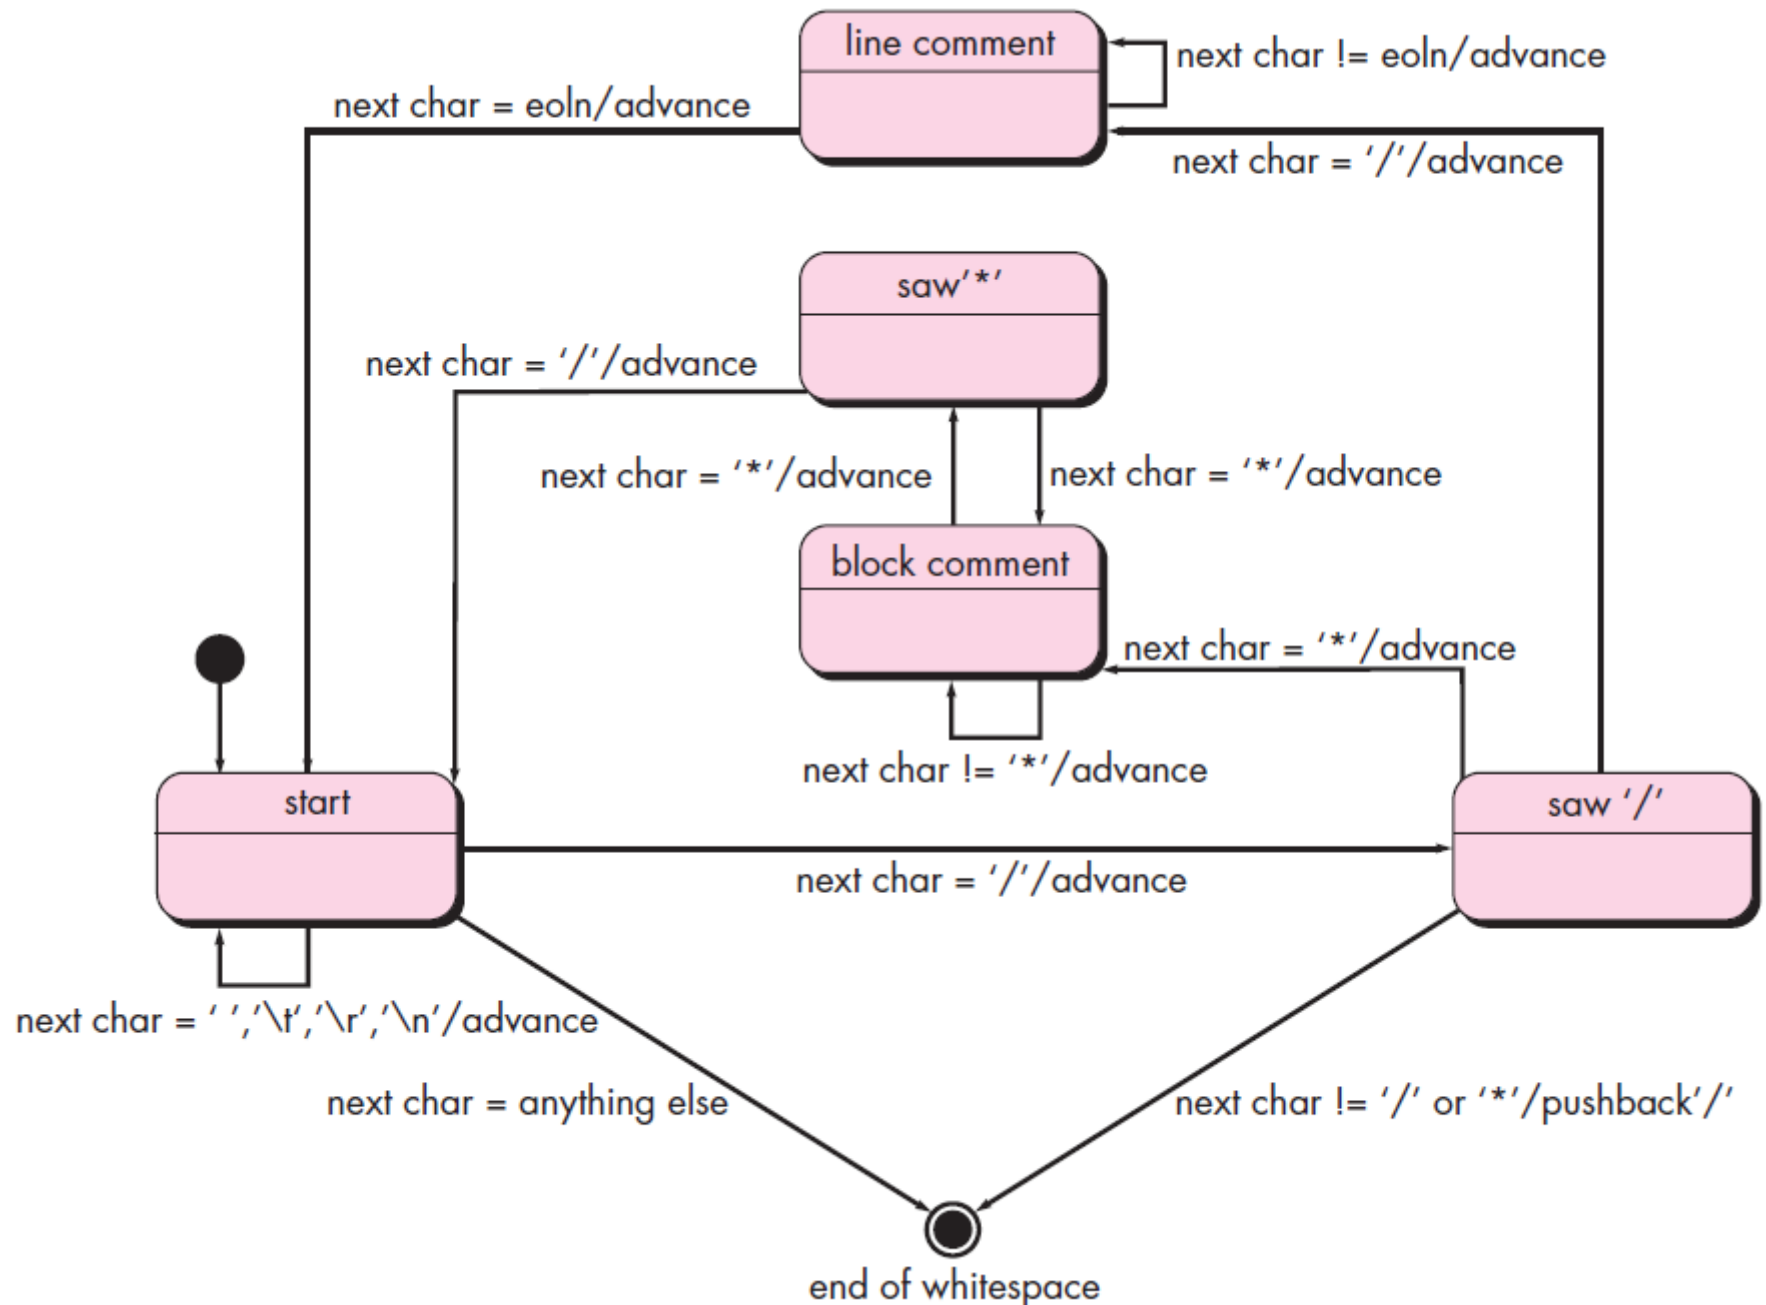 line comment
next char != eoln/advance
next char = eoln/advance
next char = ‘/’/advance
saw’*’
next char = ‘/’/advance
next char = ‘*’/advance
next char = ‘*’/advance
block comment
next char = ‘*’/advance
next char != ‘*’/advance
start
saw ‘/’
next char = ‘/’/advance
next char = ‘ ’,’\t‘,’\r’,’\n’/advance
next char = anything else
next char != ‘/’ or ‘*’/pushback’/’
end of whitespace